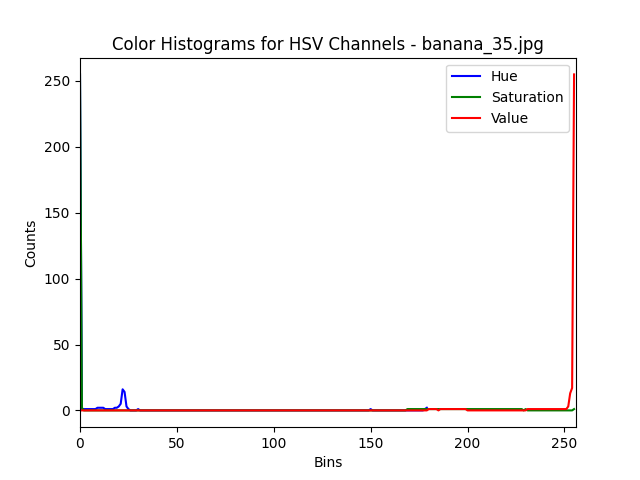 Color Histograms for HSV Channels - banana_35.jpg
Hue
Saturation
Value
Counts
250
200
150
100
50
0
0 50 100 150 200 250
Bins